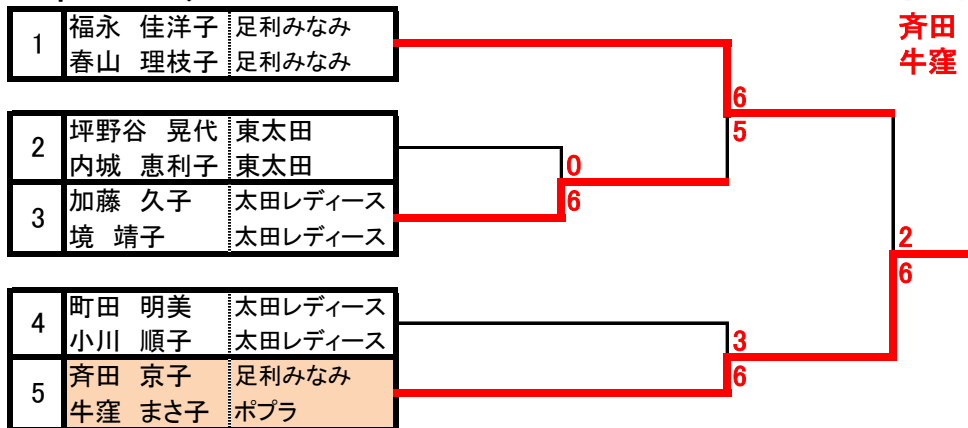 斉田
牛窪
1 福永 佳洋子 足利みなみ
春山 理枝子 足利みなみ
6
5
2 坪野谷 晃代 東太田
内城 恵利子 東太田
0
6
3 加藤 久子 太田レディース
境 靖子 太田レディース
2
6
4 町田 明美 太田レディース
小川 順子 太田レディース
3
6
5 斉田 京子 足利みなみ
牛窪 まさ子 ポプラ